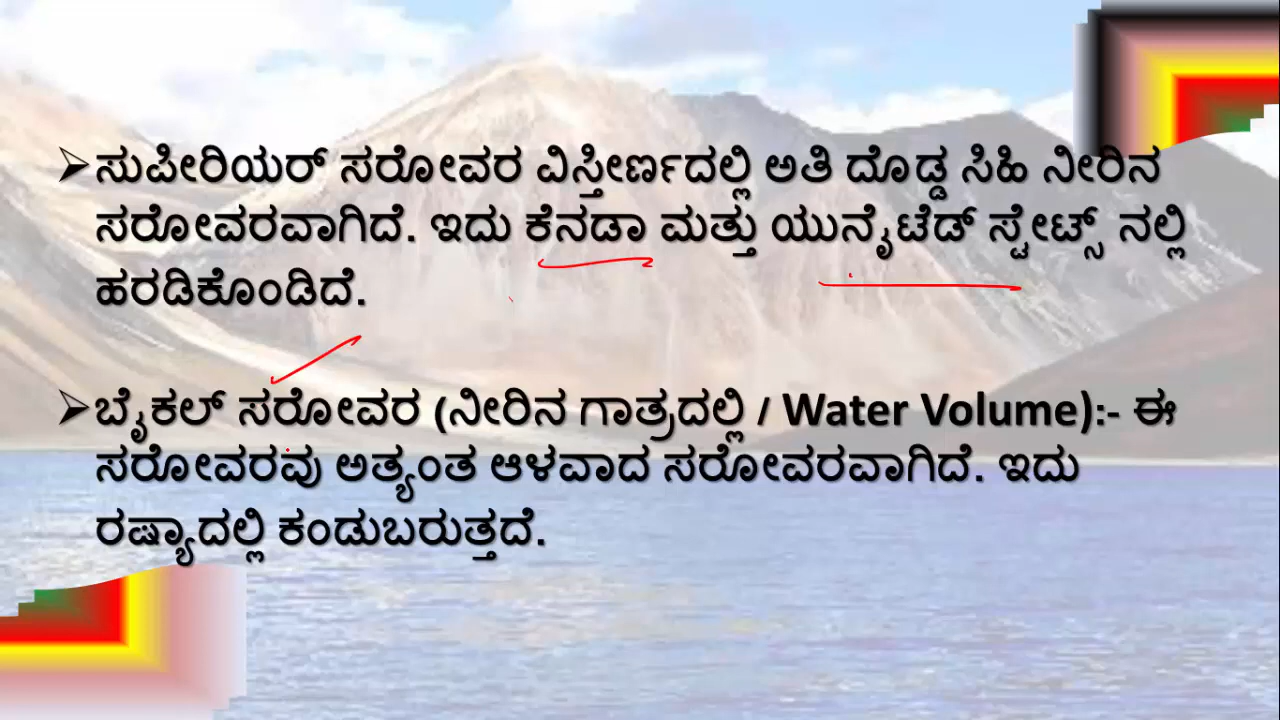 ➢ಸುಪೀರಿಯರ್ ಸರೋವರ ವಿಸ್ತೀರ್ಣದಲ್ಲಿ ಅತಿ ದೊಡ್ಡ ಸಿಹಿ ನೀರಿನ
ಸರೋವರವಾಗಿದೆ. ಇದು ಕೆನಡಾ ಮತ್ತು ಯುನೈಟೆಡ್ ಸ್ಟೇಟ್ಸ್ ನಲ್ಲಿ
ಹರಡಿಕೊಂಡಿದೆ.
➢ಬೈಕಲ್ ಸರೋವರ (ನೀರಿನ ಗಾತ್ರದಲ್ಲಿ / Water Volume):- ಈ
ಸರೋವರವು ಅತ್ಯಂತ ಆಳವಾದ ಸರೋವರವಾಗಿದೆ. ಇದು
ರಷ್ಯಾದಲ್ಲಿ ಕಂಡುಬರುತ್ತದೆ.